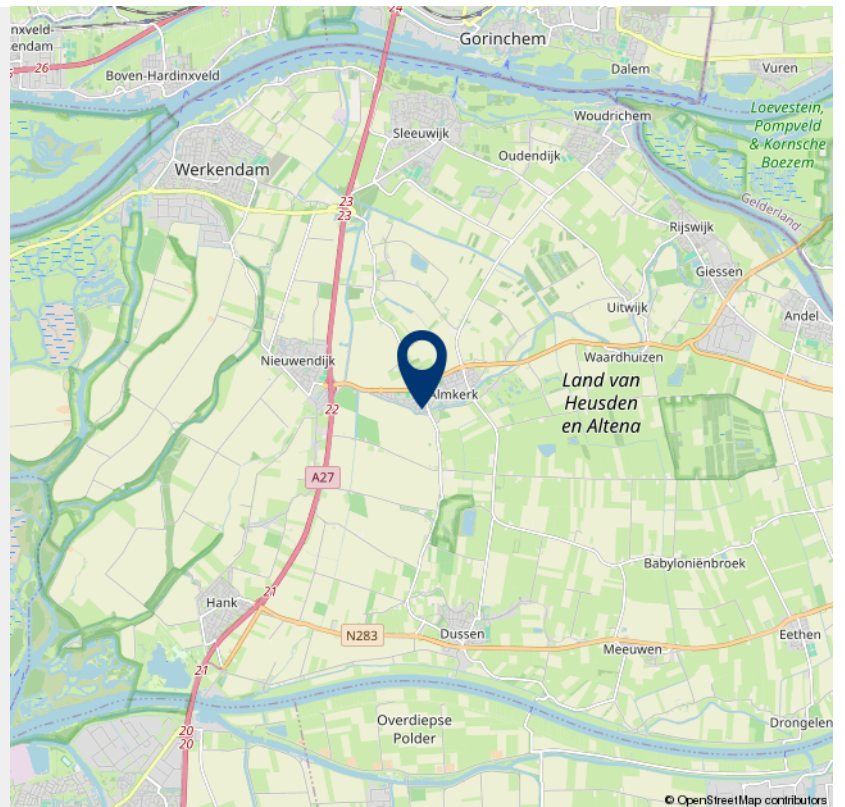 24
Gorinchem
nxveld-
endam
26
Boven-Hardinxveld
Dalem
Vuren
Loevestein,
Pompveld
& Kornsche
Boezem
Woudrichem
Sleeuwijk
Oudendijk
Werkendam
23
23
Gelderland
Rijswijk
Giessen
Uitwijk
Andel
Nieuwendijk
Waardhuizen
Almkerk
Land van
Heusden
en Altena
22
A27
Babyloniënbroek
21
Hank
N283
Dussen
Eethen
Meeuwen
21
Overdiepse
Polder
Drongelen
20
20
© OpenStreetMap contributors